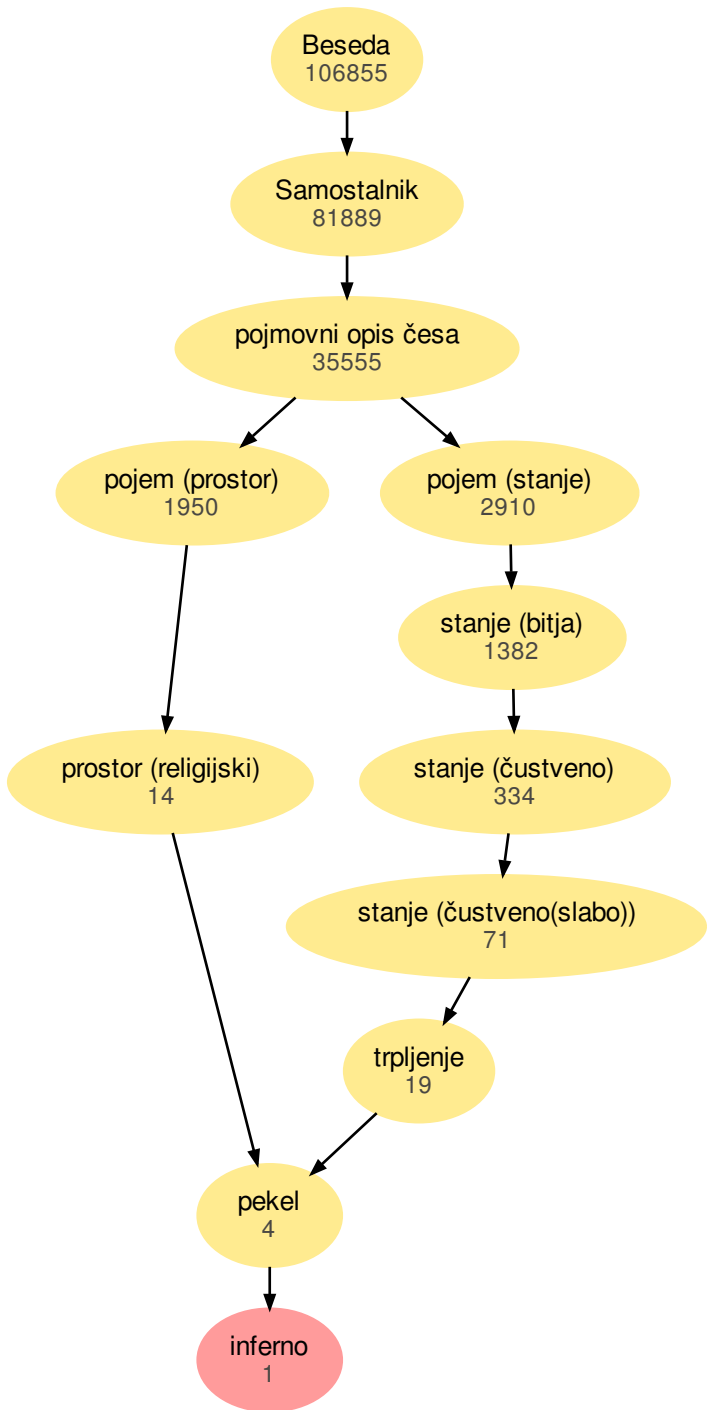 Beseda
106855
Samostalnik
81889
pojmovni opis česa
35555
pojem (prostor)
1950
pojem (stanje)
2910
stanje (bitja)
1382
prostor (religijski)
14
stanje (čustveno)
334
stanje (čustveno(slabo))
71
trpljenje
19
pekel
4
inferno
1